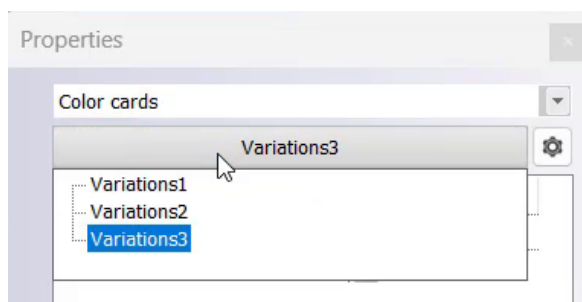 Properties
Color cards
Variations3
Variations1
Variations2
Variations3